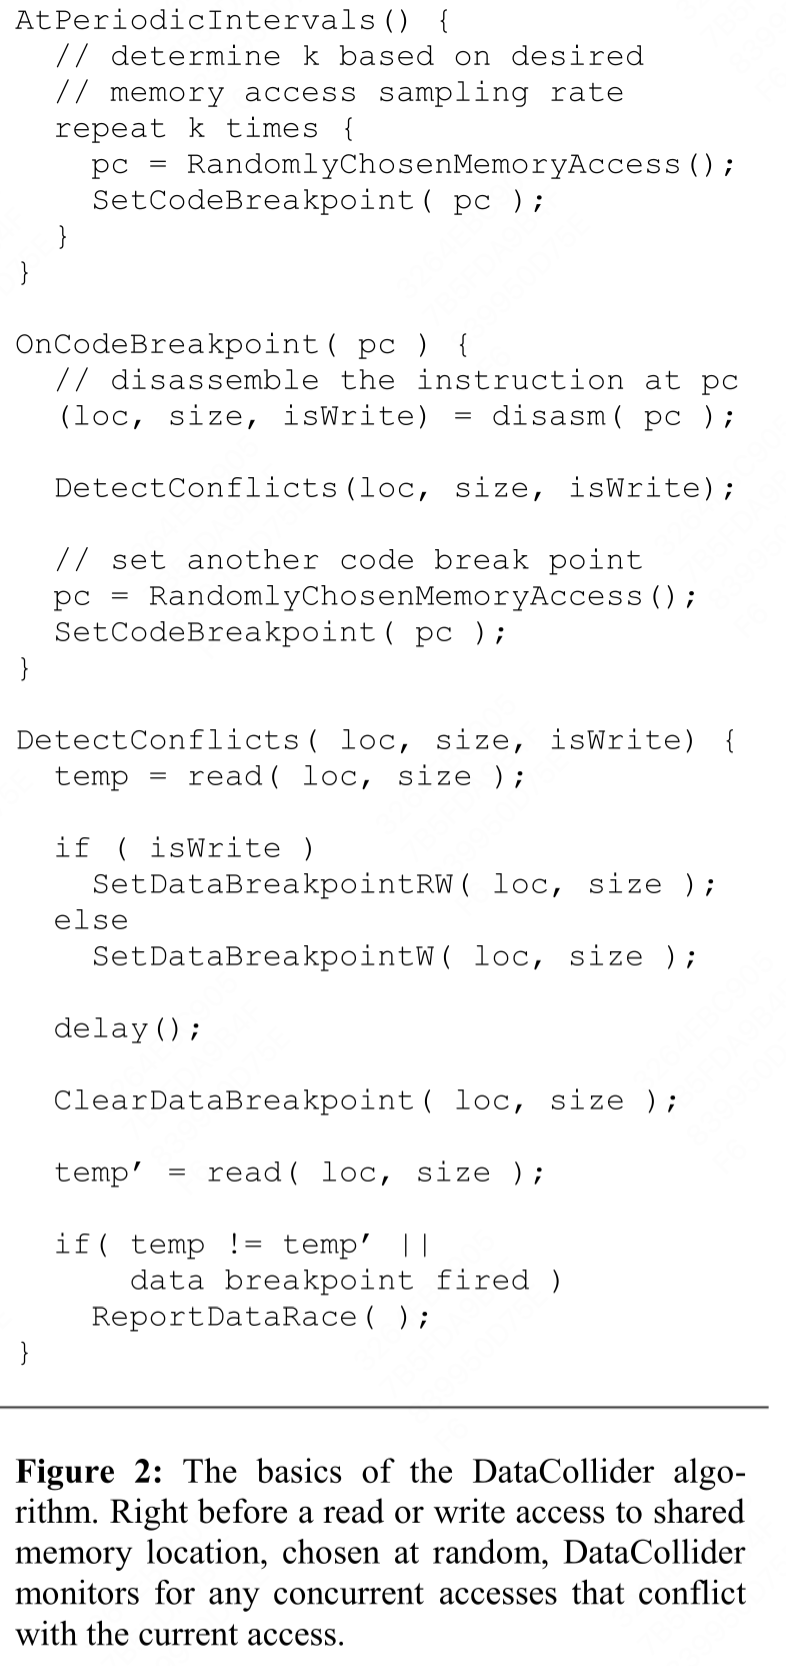 AtPeriodicIntervals() {
// determine k based on desired
// memory access sampling rate
repeat k times {
pc = RandomlyChosenMemoryAccess();
SetCodeBreakpoint( pc );
}
}
OnCodeBreakpoint( pc ) {
// disassemble the instruction at pc
(loc, size, isWrite) = disasm( pc );
DetectConflicts(loc, size, isWrite);
// set another code break point
pc = RandomlyChosenMemoryAccess();
SetCodeBreakpoint( pc );
}
DetectConflicts( loc, size, isWrite) {
temp = read( loc, size );
if ( isWrite )
SetDataBreakpointRW( loc, size );
else
SetDataBreakpointW( loc, size );
delay();
ClearDataBreakpoint( loc, size );
temp′ = read( loc, size );
if( temp != temp′ ||
data breakpoint fired )
ReportDataRace( );
}
Figure 2: The basics of the DataCollider algo-
rithm. Right before a read or write access to shared
memory location, chosen at random, DataCollider
monitors for any concurrent accesses that conflict
with the current access.